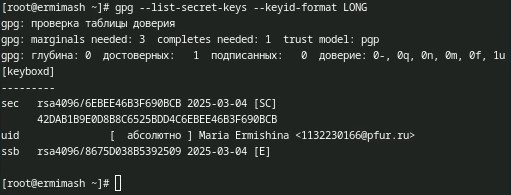 [root@ermimash ~]# gpg --list-secret-keys --keyid-format LONG
gpg: проверка таблицы доверия
gpg: marginals needed: 3  completes needed: 1  trust model: pgp
gpg: глубина: 0  достоверных:   1  подписанных:   0  доверие: 0-, 0q, 0n, 0m, 0f, 1u
[keyboxd]
---------
sec   rsa4096/6EBEE46B3F690BCB 2025-03-04 [SC]
      42DAB1B9E0D8B8C6525BDD4C6EBEE46B3F690BCB
uid              [  абсолютно ] Maria Ermishina <1132230166@pfur.ru>
ssb   rsa4096/8675D038B5392509 2025-03-04 [E]
[root@ermimash ~]#